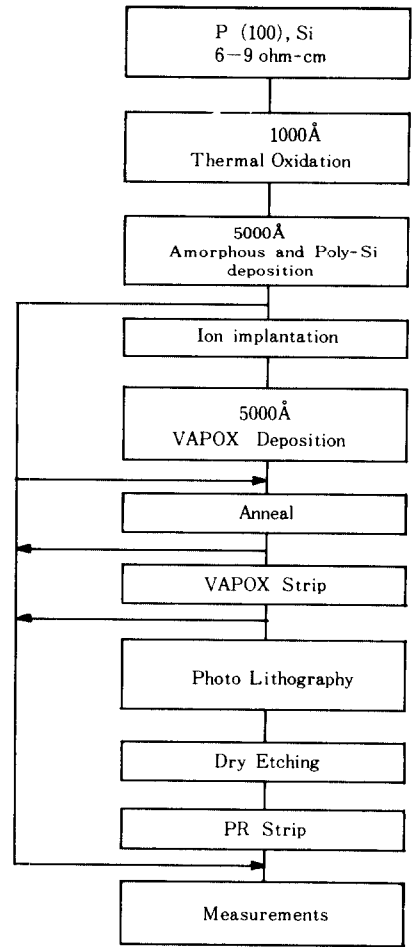 P (100), Si
6—9 ohm-cm
1000Å
Thermal Oxidation
5000Å
Amorphous and Poly-Si
deposition
Ion implantation
5000Å
VAPOX Deposition
Anneal
VAPOX Strip
Photo Lithography
Dry Etching
PR Strip
Measurements